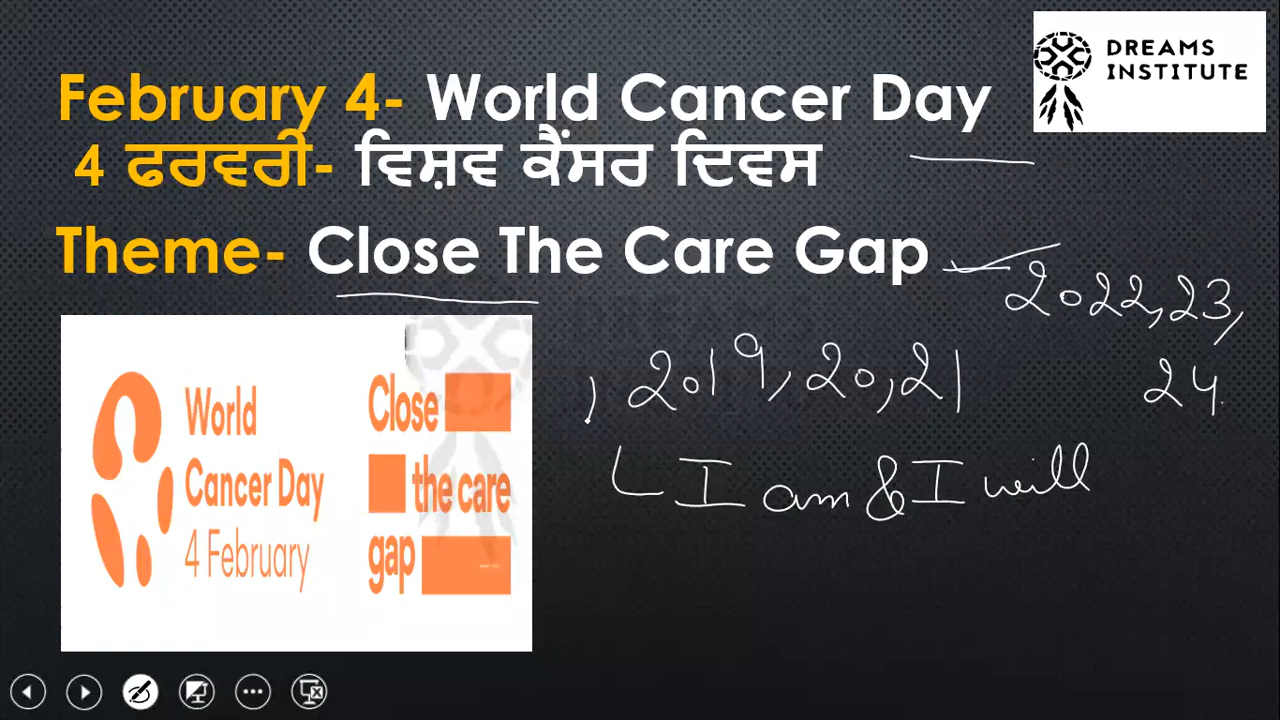 DREAMS
INSTITUTE
February 4- World Cancer Day
4 ਫਰਵਰੀ- ਵਿਸ਼ਵ ਕੈਂਸਰ ਦਿਵਸ
Theme- Close The Care Gap
2022,23,
24
, 2019, 20, 21
I am & I will
World
Cancer Day
4 February
Close
the care
gap